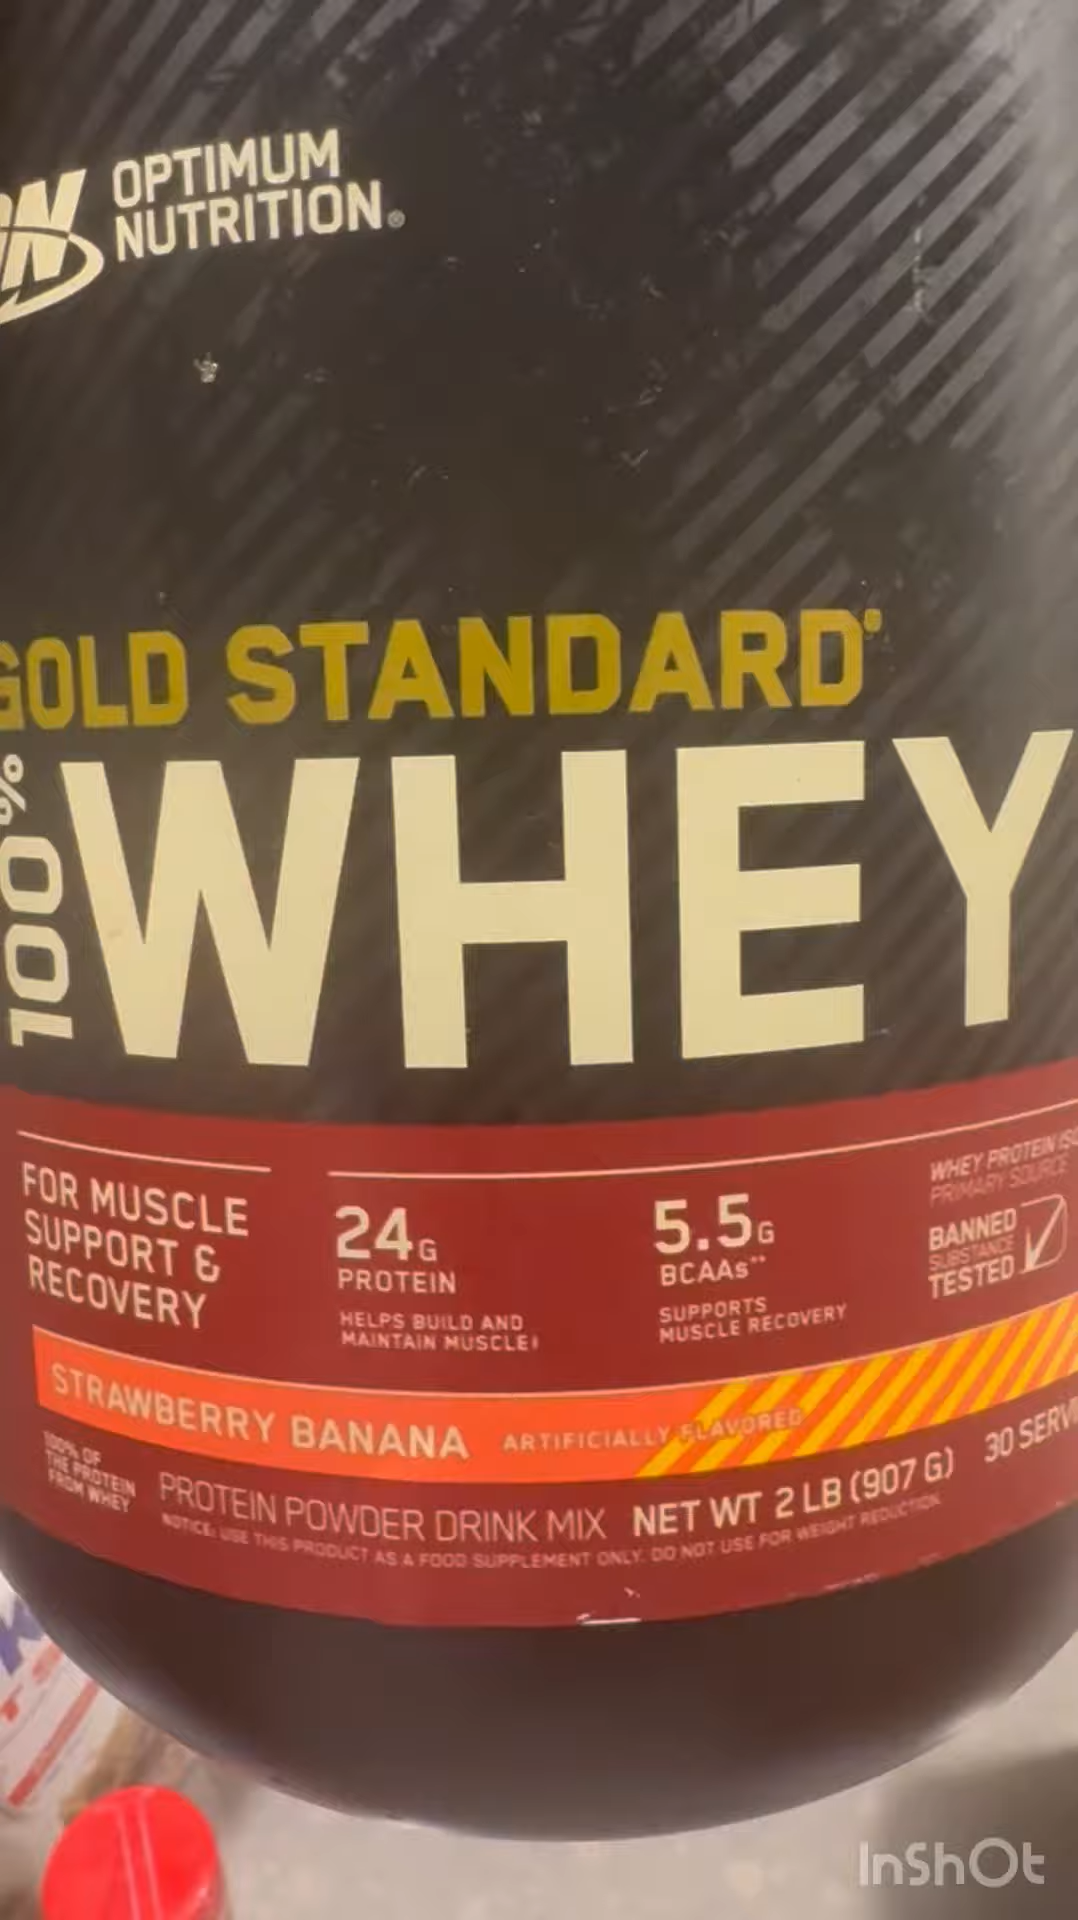 OPTIMUM
NUTRITION®
GOLD STANDARD®
100%
WHEY
FOR MUSCLE
SUPPORT &
RECOVERY
24G
PROTEIN
HELPS BUILD AND
MAINTAIN MUSCLE‡
5.5G
BCAAs**
SUPPORTS
MUSCLE RECOVERY
WHEY PROTEIN
PRIMARY SOURCE
BANNED
SUBSTANCE
TESTED
STRAWBERRY BANANA ARTIFICIALLY FLAVORED
100% OF
THE PROTEIN
FROM WHEY
PROTEIN POWDER DRINK MIX NET WT 2 LB (907 G) 30
NOTICE: USE THIS PRODUCT AS A FOOD SUPPLEMENT ONLY. DO NOT USE FOR WEIGHT REDUCTION.
InShOt